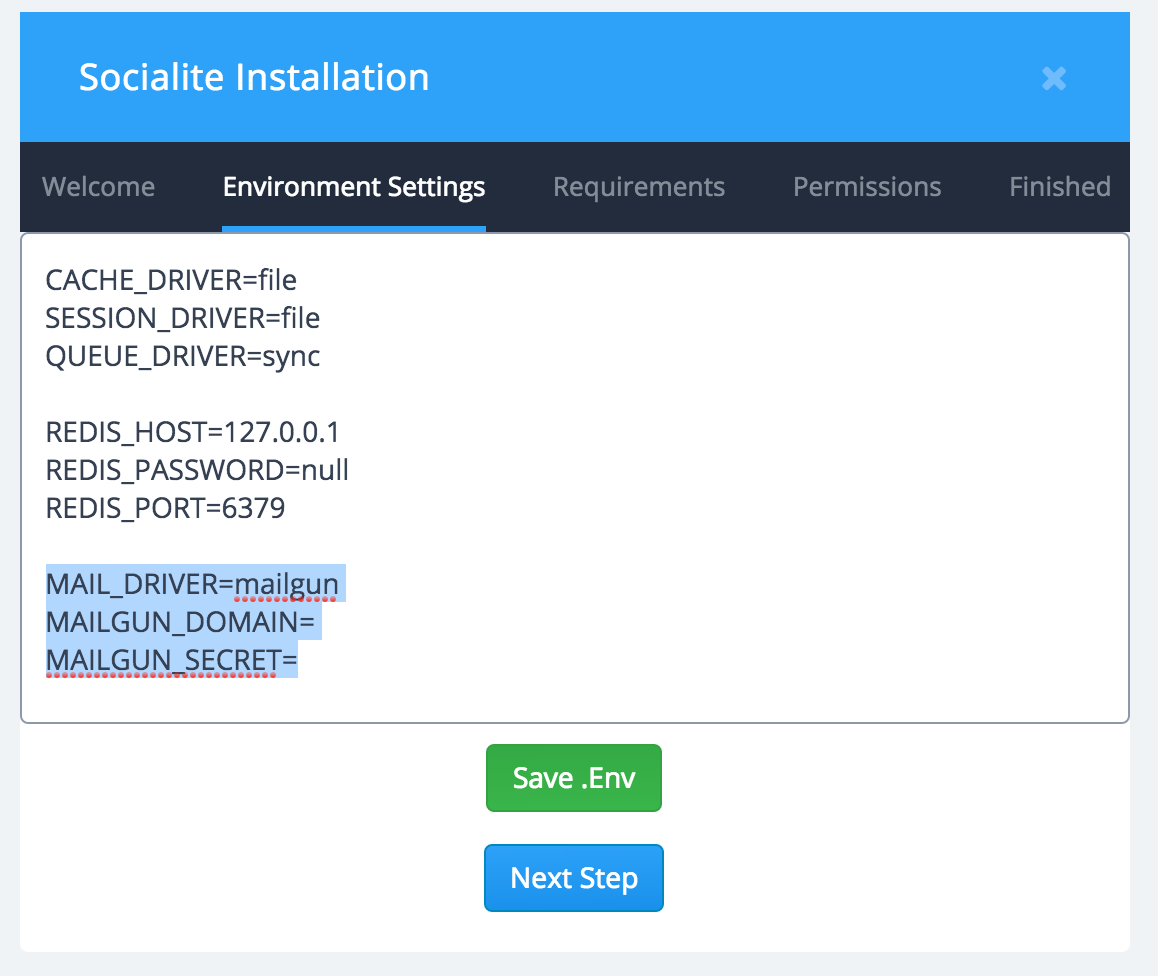 Socialite Installation
Welcome Environment Settings Requirements Permissions Finished
CACHE_DRIVER=file
SESSION_DRIVER=file
QUEUE_DRIVER=sync
REDIS_HOST=127.0.0.1
REDIS_PASSWORD=null
REDIS_PORT=6379
MAIL_DRIVER=mailgun
MAILGUN_DOMAIN=
MAILGUN_SECRET=
Save .Env
Next Step